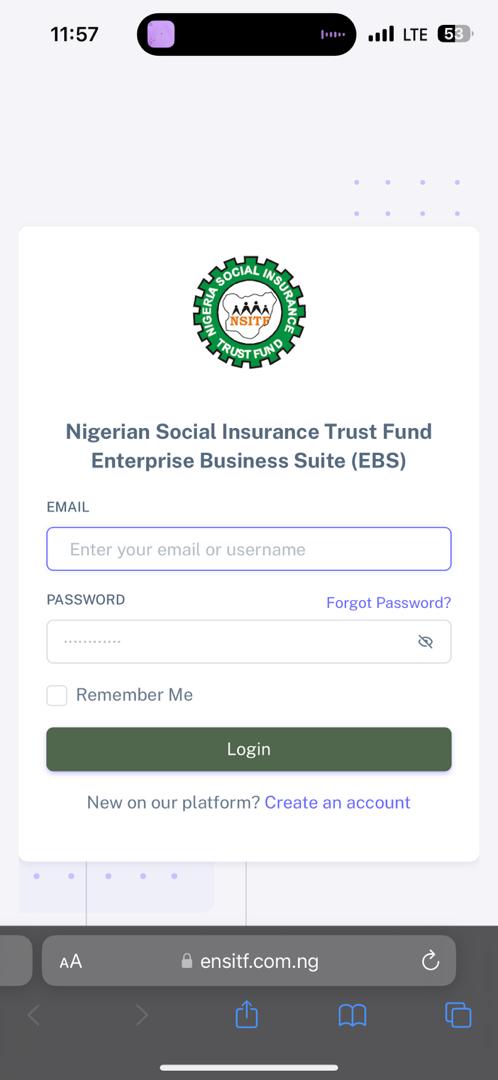 11:57
LTE
53
NIGERIA SOCIAL INSURANCE
NSITF
TRUST FUND
Nigerian Social Insurance Trust Fund
Enterprise Business Suite (EBS)
EMAIL
Enter your email or username
PASSWORD
Forgot Password?
············
Remember Me
Login
New on our platform? Create an account
AA
ensitf.com.ng